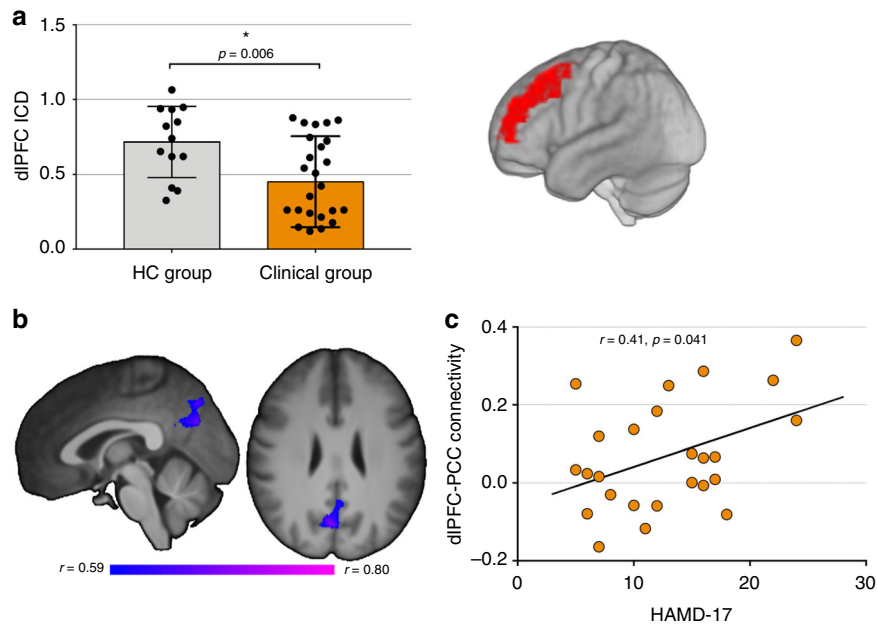 a
1.5
1.0
0.5
0.0
dlPFC ICD
*
p = 0.006
HC group
Clinical group
b
r = 0.59
r = 0.80
c
0.4
0.2
0.0
–0.2
dlPFC-PCC connectivity
r = 0.41, p = 0.041
0
10
20
30
HAMD-17